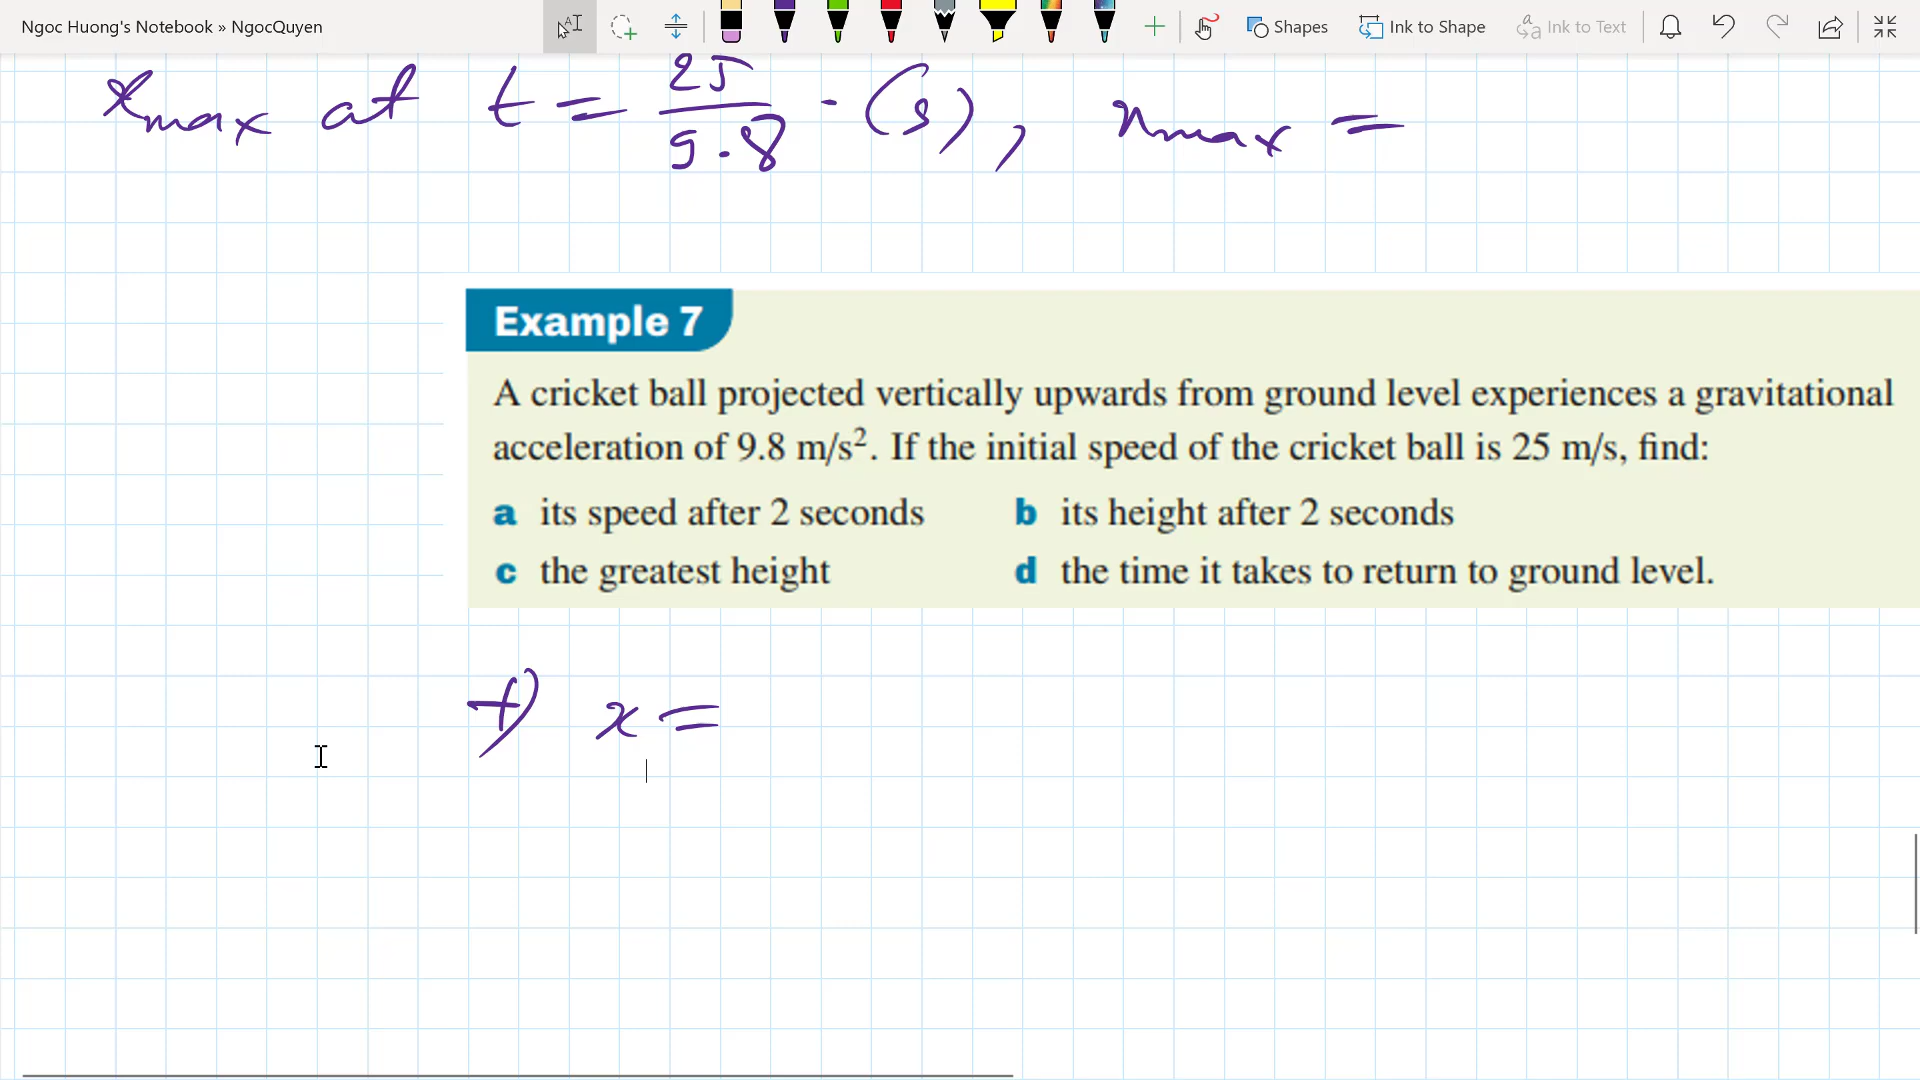 Ngoc Huong's Notebook » NgocQuyen
Shapes
Ink to Shape
Ink to Text
x max at t = 25/9.8 . (s), x max =
Example 7
A cricket ball projected vertically upwards from ground level experiences a gravitational
acceleration of 9.8 m/s². If the initial speed of the cricket ball is 25 m/s, find:
a its speed after 2 seconds b its height after 2 seconds
c the greatest height d the time it takes to return to ground level.
+) x =